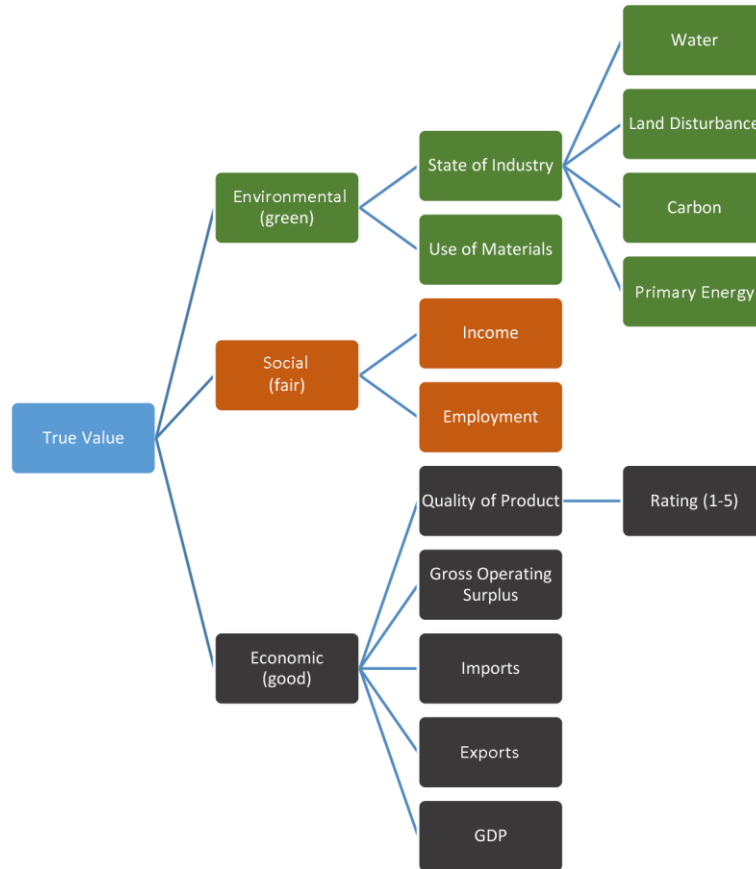 True Value
Environmental
(green)
State of Industry
Water
Land Disturbance
Carbon
Primary Energy
Use of Materials
Social
(fair)
Income
Employment
Economic
(good)
Quality of Product
Rating (1-5)
Gross Operating
Surplus
Imports
Exports
GDP